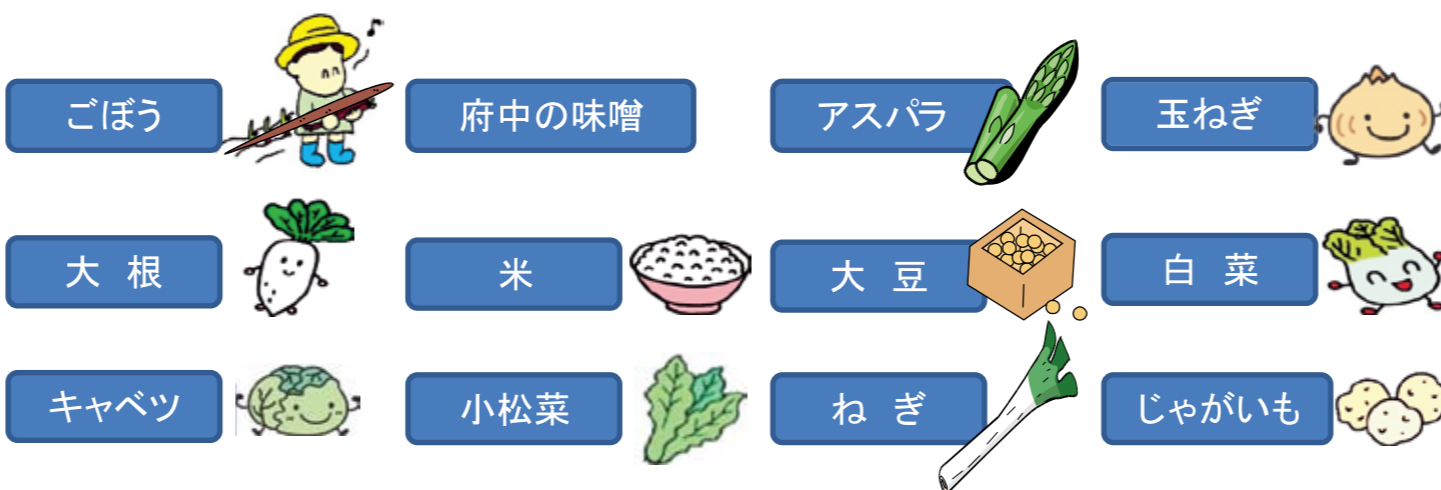 ごぼう
府中の味噌
アスパラ
玉ねぎ
大 根
米
大 豆
白 菜
キャベツ
小松菜
ね ぎ
じゃがいも